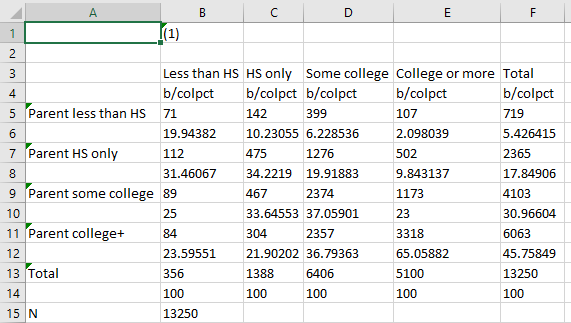 A B C D E F
1 (1)
2
3 Less than HS HS only Some college College or more Total
4 b/colpct b/colpct b/colpct b/colpct b/colpct
5 Parent less than HS 71 142 399 107 719
6 19.94382 10.23055 6.228536 2.098039 5.426415
7 Parent HS only 112 475 1276 502 2365
8 31.46067 34.2219 19.91883 9.843137 17.84906
9 Parent some college 89 467 2374 1173 4103
10 25 33.64553 37.05901 23 30.96604
11 Parent college+ 84 304 2357 3318 6063
12 23.59551 21.90202 36.79363 65.05882 45.75849
13 Total 356 1388 6406 5100 13250
14 100 100 100 100 100
15 N 13250